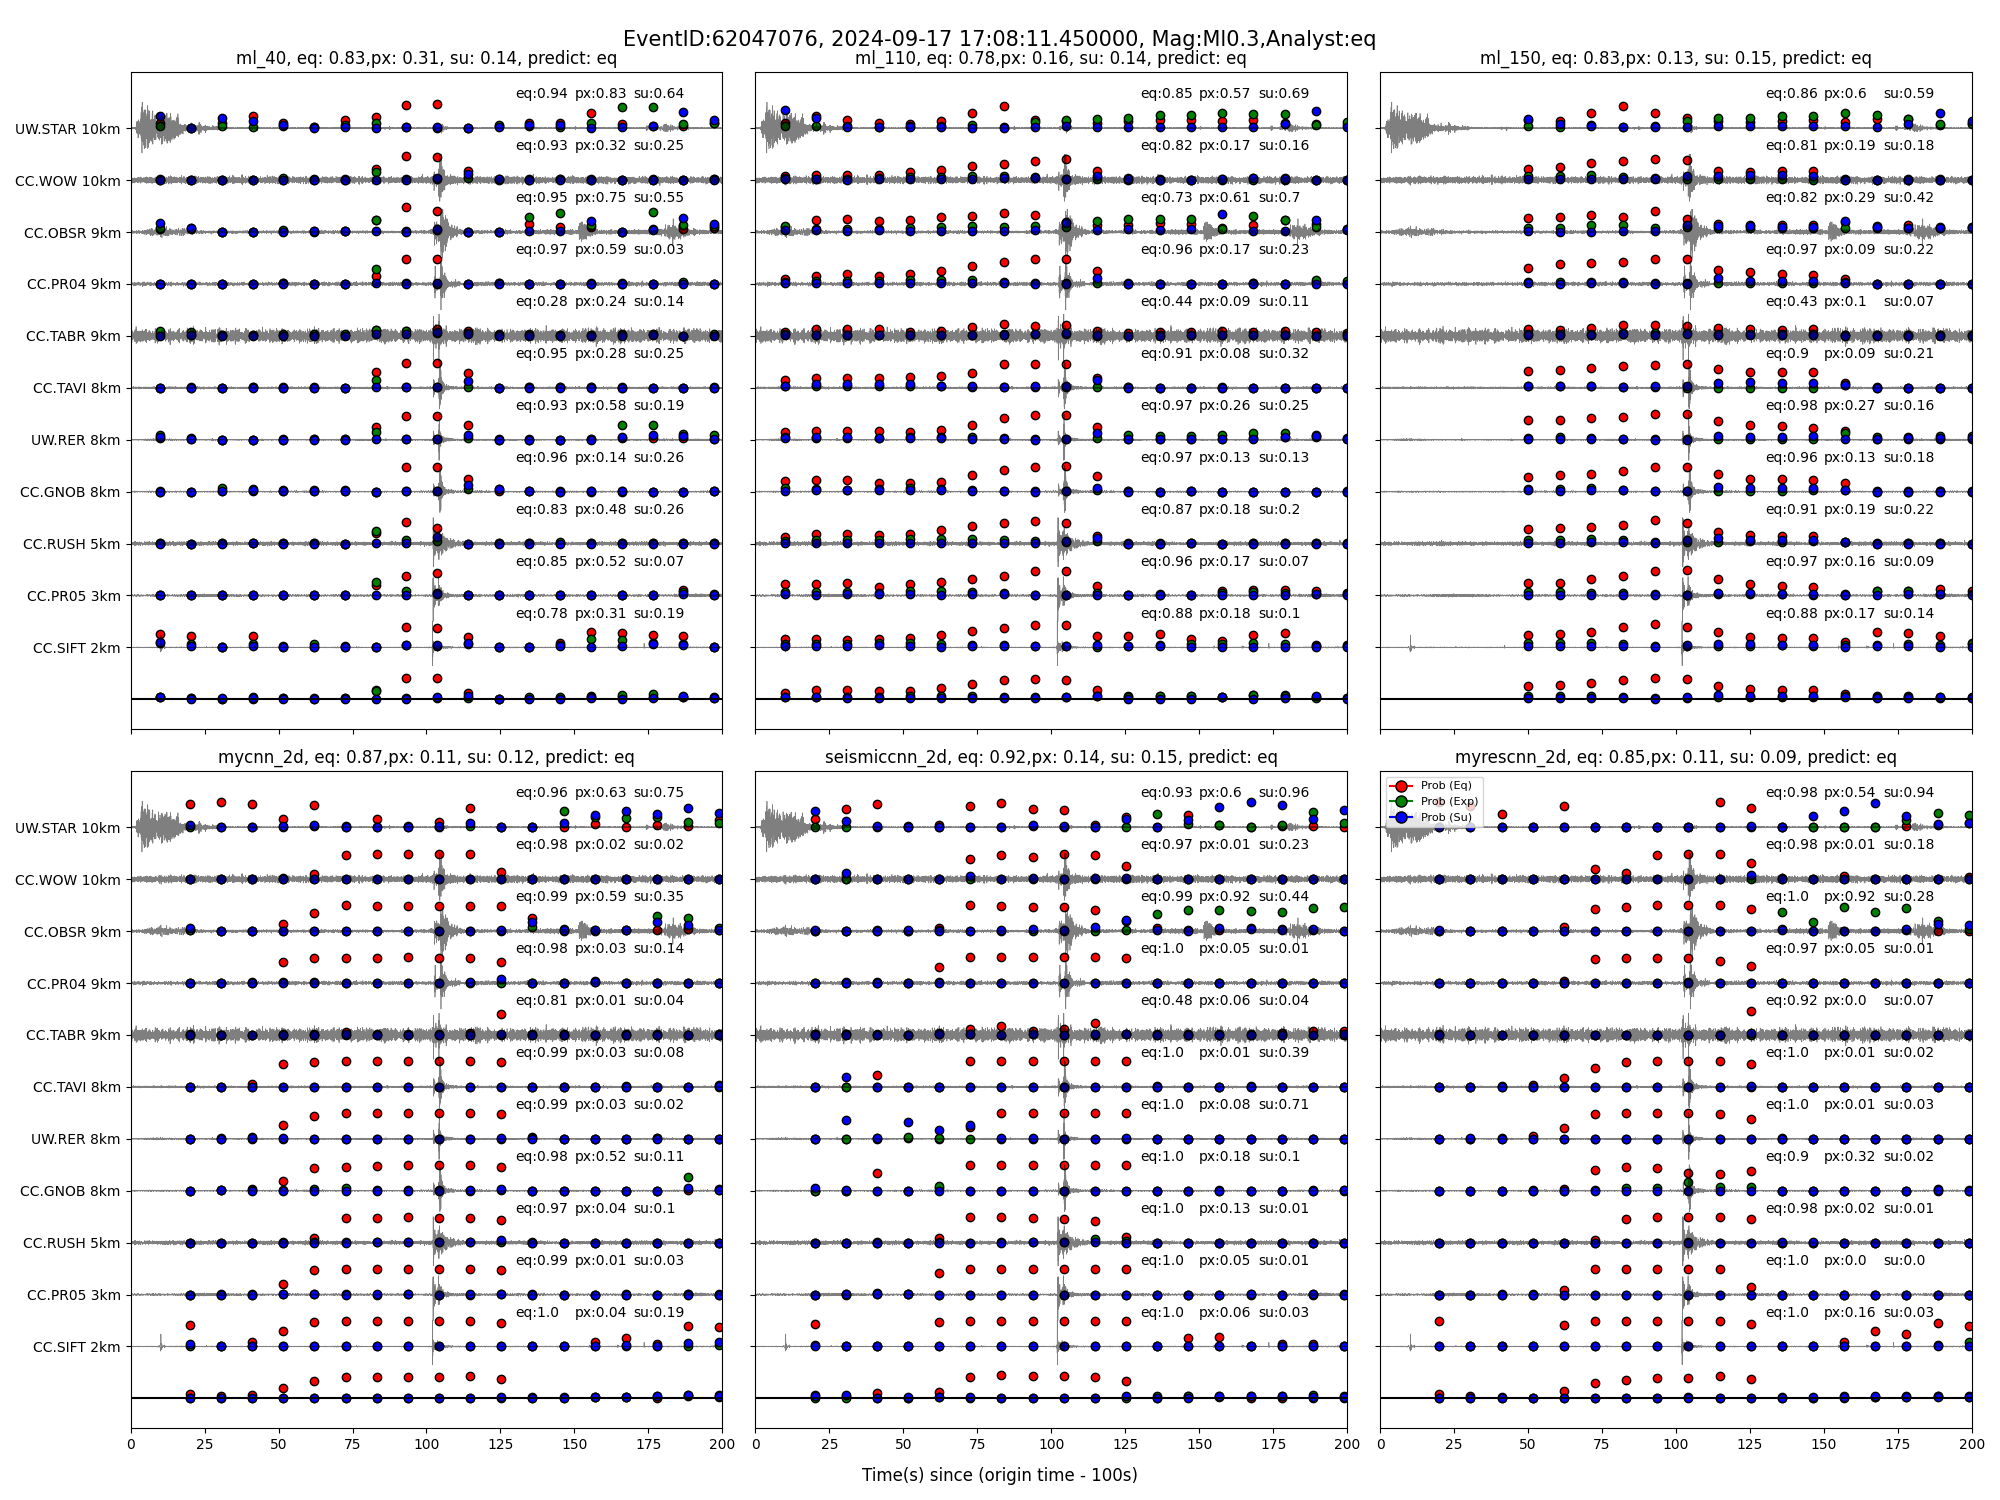 EventID:62047076, 2024-09-17 17:08:11.450000, Mag:Ml0.3,Analyst:eq
ml_40, eq: 0.83,px: 0.31, su: 0.14, predict: eq
UW.STAR 10km eq:0.94 px:0.83 su:0.64
CC.WOW 10km eq:0.93 px:0.32 su:0.25
CC.OBSR 9km eq:0.95 px:0.75 su:0.55
CC.PR04 9km eq:0.97 px:0.59 su:0.03
CC.TABR 9km eq:0.28 px:0.24 su:0.14
CC.TAVI 8km eq:0.95 px:0.28 su:0.25
UW.RER 8km eq:0.93 px:0.58 su:0.19
CC.GNOB 8km eq:0.96 px:0.14 su:0.26
CC.RUSH 5km eq:0.83 px:0.48 su:0.26
CC.PR05 3km eq:0.85 px:0.52 su:0.07
CC.SIFT 2km eq:0.78 px:0.31 su:0.19
ml_110, eq: 0.78,px: 0.16, su: 0.14, predict: eq
eq:0.85 px:0.57 su:0.69
eq:0.82 px:0.17 su:0.16
eq:0.73 px:0.61 su:0.7
eq:0.96 px:0.17 su:0.23
eq:0.44 px:0.09 su:0.11
eq:0.91 px:0.08 su:0.32
eq:0.97 px:0.26 su:0.25
eq:0.97 px:0.13 su:0.13
eq:0.87 px:0.18 su:0.2
eq:0.96 px:0.17 su:0.07
eq:0.88 px:0.18 su:0.1
ml_150, eq: 0.83,px: 0.13, su: 0.15, predict: eq
eq:0.86 px:0.6 su:0.59
eq:0.81 px:0.19 su:0.18
eq:0.82 px:0.29 su:0.42
eq:0.97 px:0.09 su:0.22
eq:0.43 px:0.1 su:0.07
eq:0.9 px:0.09 su:0.21
eq:0.98 px:0.27 su:0.16
eq:0.96 px:0.13 su:0.18
eq:0.91 px:0.19 su:0.22
eq:0.97 px:0.16 su:0.09
eq:0.88 px:0.17 su:0.14
mycnn_2d, eq: 0.87,px: 0.11, su: 0.12, predict: eq
UW.STAR 10km eq:0.96 px:0.63 su:0.75
CC.WOW 10km eq:0.98 px:0.02 su:0.02
CC.OBSR 9km eq:0.99 px:0.59 su:0.35
CC.PR04 9km eq:0.98 px:0.03 su:0.14
CC.TABR 9km eq:0.81 px:0.01 su:0.04
CC.TAVI 8km eq:0.99 px:0.03 su:0.08
UW.RER 8km eq:0.99 px:0.03 su:0.02
CC.GNOB 8km eq:0.98 px:0.52 su:0.11
CC.RUSH 5km eq:0.97 px:0.04 su:0.1
CC.PR05 3km eq:0.99 px:0.01 su:0.03
CC.SIFT 2km eq:1.0 px:0.04 su:0.19
0 25 50 75 100 125 150 175 200
seismiccnn_2d, eq: 0.92,px: 0.14, su: 0.15, predict: eq
eq:0.93 px:0.6 su:0.96
eq:0.97 px:0.01 su:0.23
eq:0.99 px:0.92 su:0.44
eq:1.0 px:0.05 su:0.01
eq:0.48 px:0.06 su:0.04
eq:1.0 px:0.01 su:0.39
eq:1.0 px:0.08 su:0.71
eq:1.0 px:0.18 su:0.1
eq:1.0 px:0.13 su:0.01
eq:1.0 px:0.05 su:0.01
eq:1.0 px:0.06 su:0.03
0 25 50 75 100 125 150 175 200
myrescnn_2d, eq: 0.85,px: 0.11, su: 0.09, predict: eq
Prob (Eq)
Prob (Exp)
Prob (Su)
eq:0.98 px:0.54 su:0.94
eq:0.98 px:0.01 su:0.18
eq:1.0 px:0.92 su:0.28
eq:0.97 px:0.05 su:0.01
eq:0.92 px:0.0 su:0.07
eq:1.0 px:0.01 su:0.02
eq:1.0 px:0.01 su:0.03
eq:0.9 px:0.32 su:0.02
eq:0.98 px:0.02 su:0.01
eq:1.0 px:0.0 su:0.0
eq:1.0 px:0.16 su:0.03
0 25 50 75 100 125 150 175 200
Time(s) since (origin time - 100s)